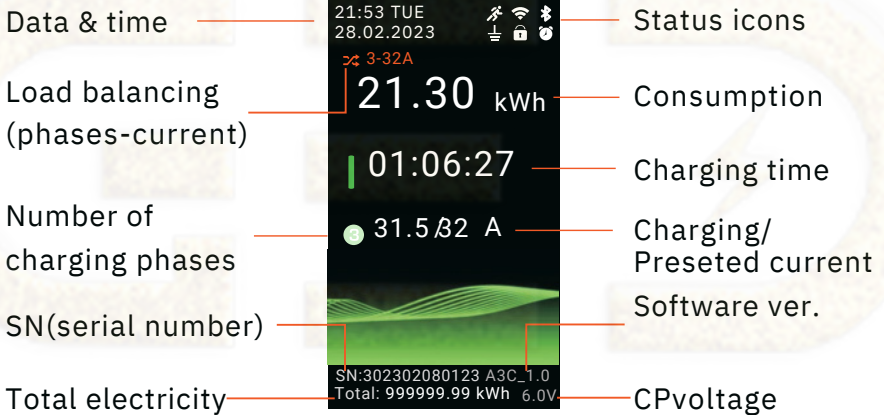 Data & time
Load balancing
(phases-current)
Number of
charging phases
SN(serial number)
Total electricity
21:53 TUE
28.02.2023
3-32A
21.30 kWh
01:06:27
3 31.5/32 A
SN:302302080123 A3C_1.0
Total: 999999.99 kWh 6.0V
Status icons
Consumption
Charging time
Charging/
Preseted current
Software ver.
CPvoltage